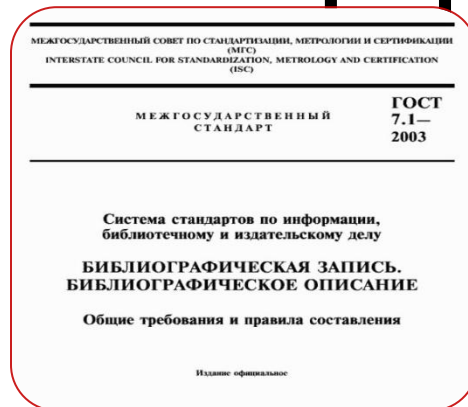 МЕЖГОСУДАРСТВЕННЫЙ СОВЕТ ПО СТАНДАРТИЗАЦИИ, МЕТРОЛОГИИ И СЕРТИФИКАЦИИ
(МГС)
INTERSTATE COUNCIL FOR STANDARDIZATION, METROLOGY AND CERTIFICATION
(ISC)
МЕЖГОСУДАРСТВЕННЫЙ
СТАНДАРТ
ГОСТ
7.1—
2003
Система стандартов по информации,
библиотечному и издательскому делу
БИБЛИОГРАФИЧЕСКАЯ ЗАПИСЬ.
БИБЛИОГРАФИЧЕСКОЕ ОПИСАНИЕ
Общие требования и правила составления
Издание официальное